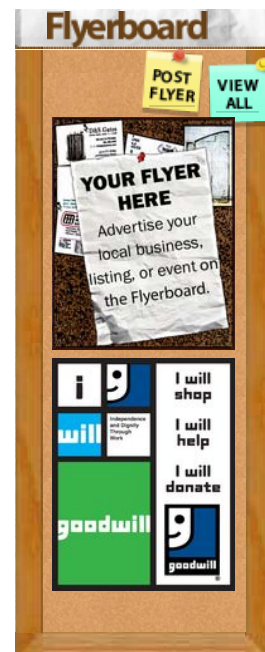 Flyerboard
POST
FLYER
VIEW
ALL
YOUR FLYER
HERE
Advertise your
local business,
listing, or event on
the Flyerboard.
i g
will
Independence
and Dignity
Through
Work
goodwill
I will
shop
I will
help
I will
donate
g
goodwill
®